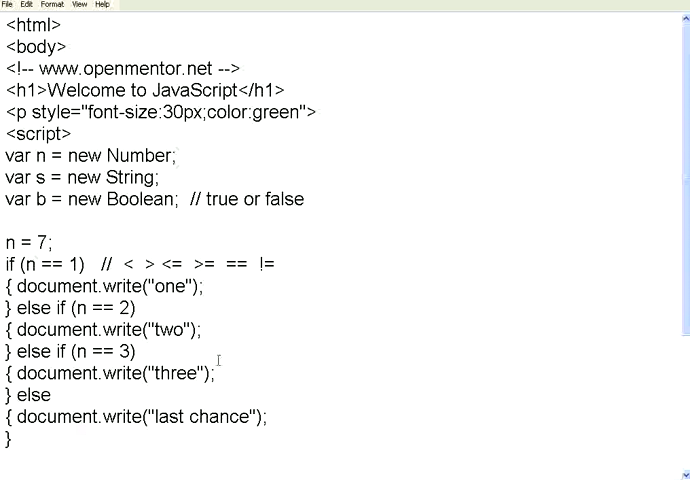 File Edit Format View Help
<html>
<body>
<!-- www.openmentor.net -->
<h1>Welcome to JavaScript</h1>
<p style="font-size:30px;color:green">
<script>
var n = new Number;
var s = new String;
var b = new Boolean;  // true or false
n = 7;
if (n == 1)   //  <  > <=  >=  ==  !=
{ document.write("one");
} else if (n == 2)
{ document.write("two");
} else if (n == 3)
{ document.write("three");
} else
{ document.write("last chance");
}